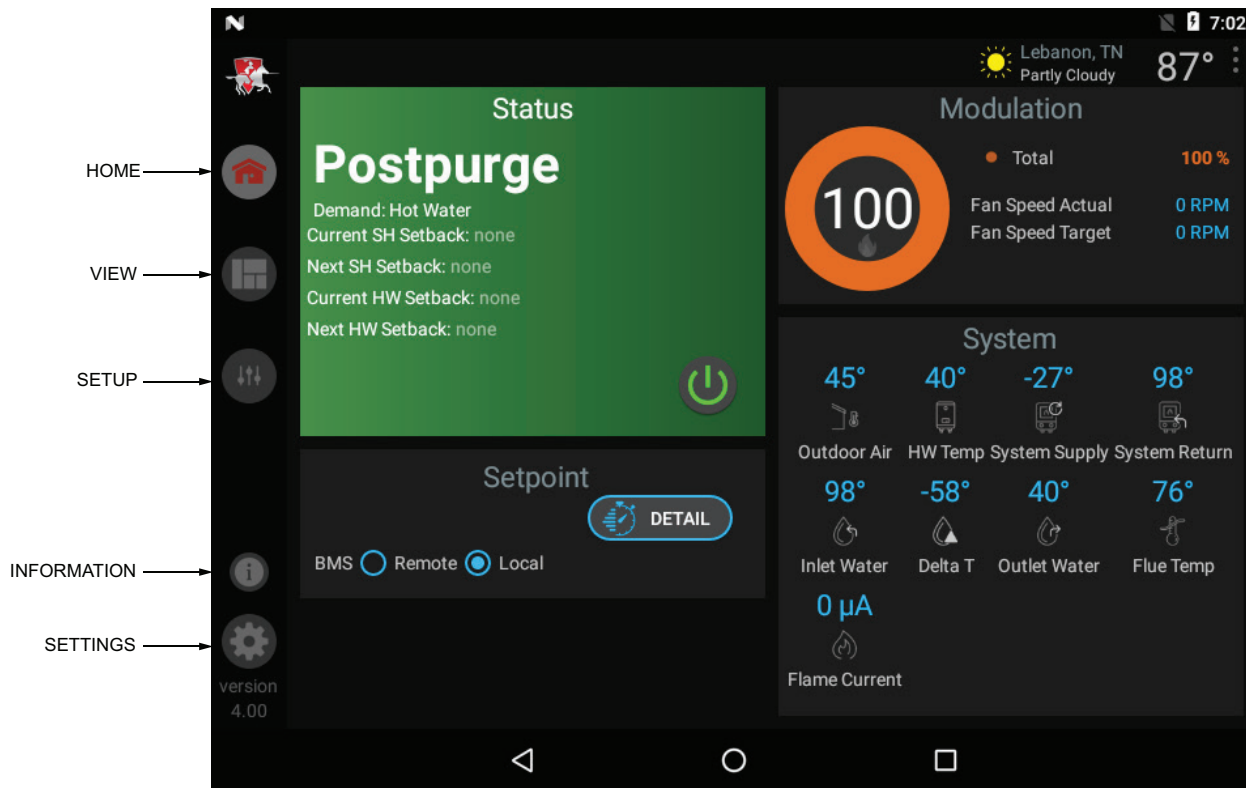 7:02
Lebanon, TN
Partly Cloudy
87°
HOME
VIEW
SETUP
INFORMATION
SETTINGS
version
4.00
Status
Postpurge
Demand: Hot Water
Current SH Setback: none
Next SH Setback: none
Current HW Setback: none
Next HW Setback: none
Setpoint
DETAIL
BMS Remote Local
Modulation
100
Total 100 %
Fan Speed Actual 0 RPM
Fan Speed Target 0 RPM
System
45° 40° -27° 98°
Outdoor Air HW Temp System Supply System Return
98° -58° 40° 76°
Inlet Water Delta T Outlet Water Flue Temp
0 µA
Flame Current